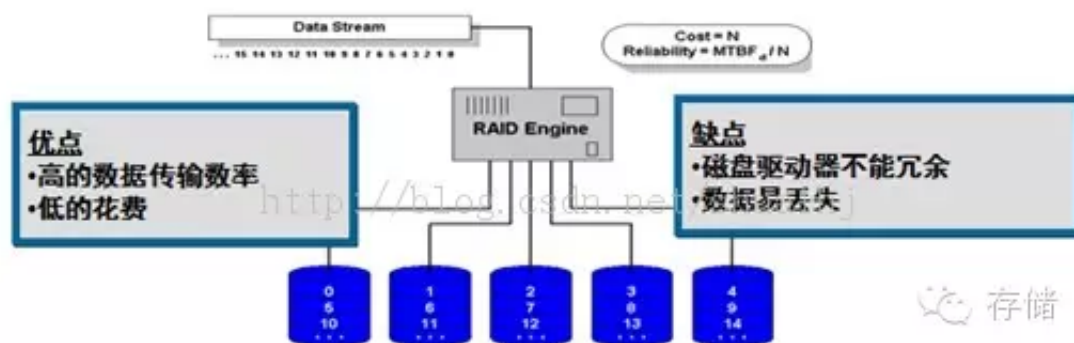 Data Stream
... 15 14 13 12 11 10 9 8 7 6 5 4 3 2 1 0
Cost = N
Reliability = MTBFd / N
RAID Engine
优点
•高的数据传输数率
•低的花费
缺点
•磁盘驱动器不能冗余
•数据易丢失
http://blog.csdn.net/
0 1 2 3 4
5 6 7 8 9
10 11 12 13 14
... ... ... ... ...
存储